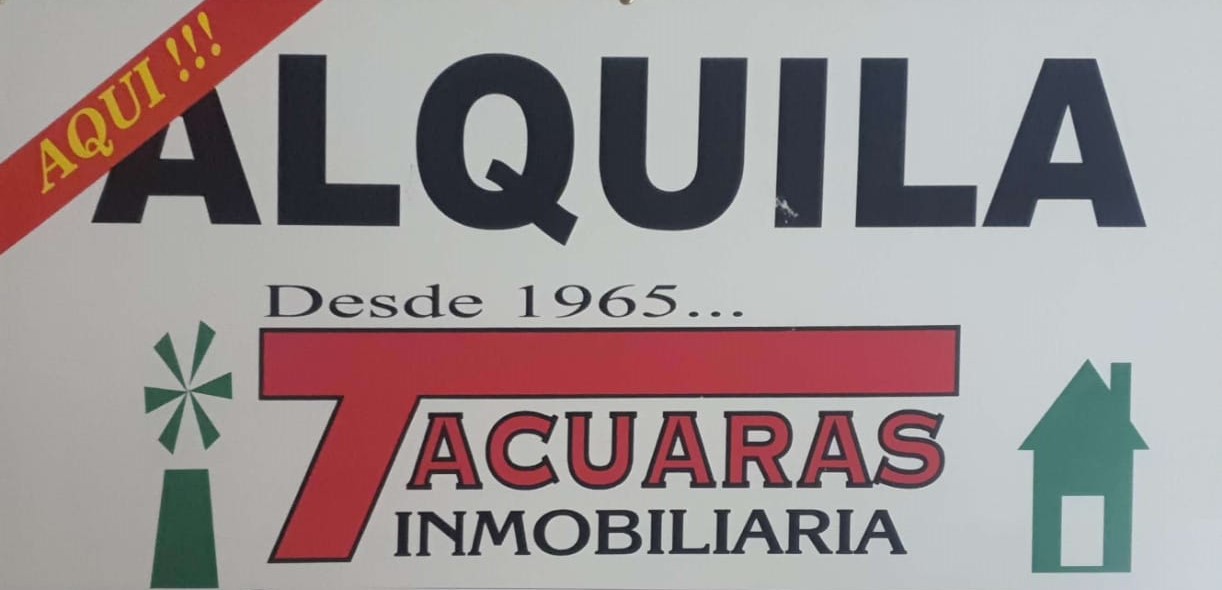 AQUI !!!
ALQUILA
Desde 1965...
TACUARAS
INMOBILIARIA